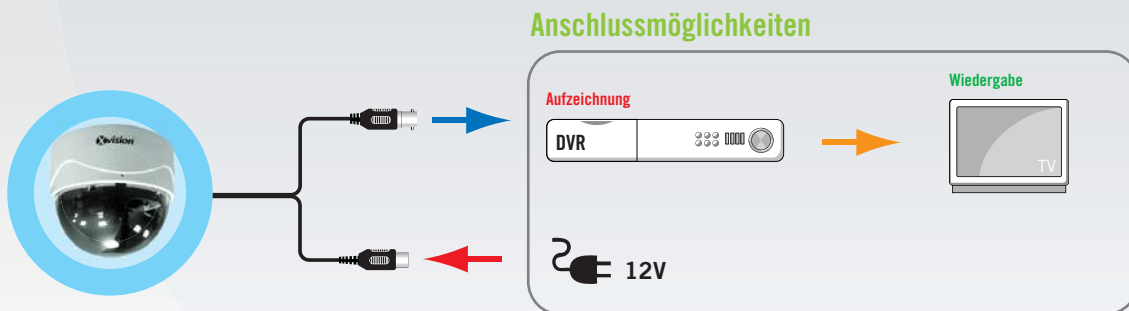 Anschlussmöglichkeiten
Wiedergabe
Aufzeichnung
Xvision
DVR
TV
12V